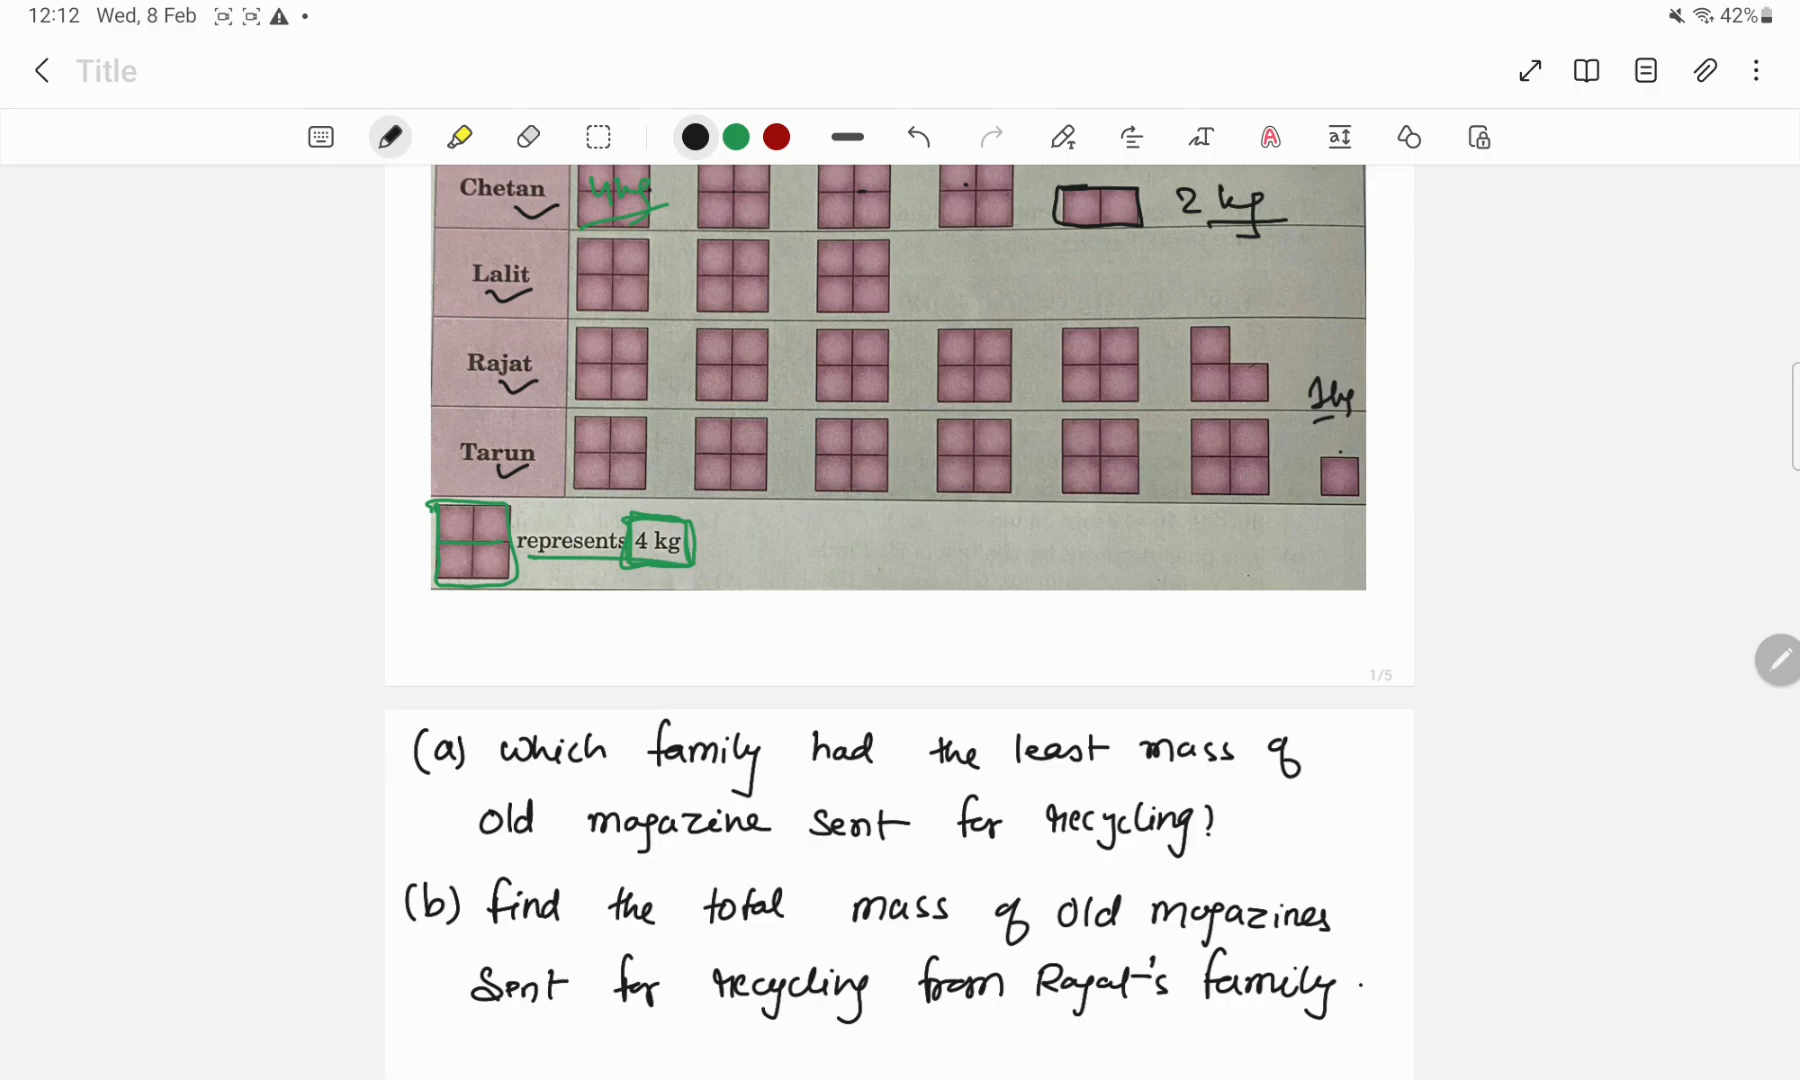 12:12 Wed, 8 Feb
42%
Title
Chetan 4kg 2 kg
Lalit
Rajat
1kg
Tarun
represents 4 kg
1/5
(a) which family had the least mass of
old magazine sent for recycling?
(b) find the total mass of old magazines
sent for recycling from Rajat's family.